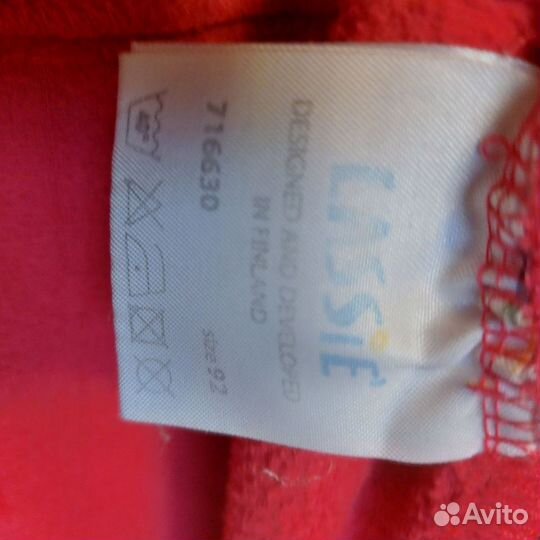 LASSiE
DESIGNED AND DEVELOPED
IN FINLAND
716630
size 92
40°
Avito